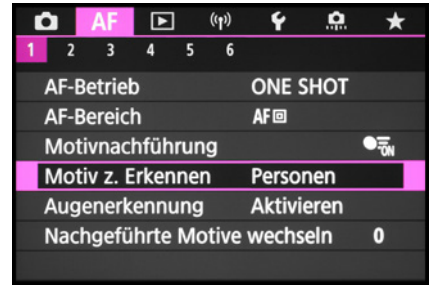 AF
1 2 3 4 5 6
AF-Betrieb ONE SHOT
AF-Bereich AF
Motivnachführung ON
Motiv z. Erkennen Personen
Augenerkennung Aktivieren
Nachgeführte Motive wechseln 0